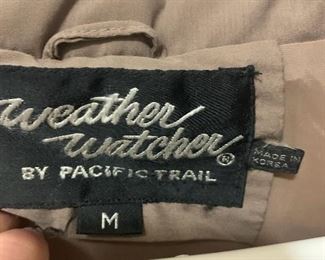 Weather
Watcher®
BY PACIFIC TRAIL
M
MADE IN
KOREA